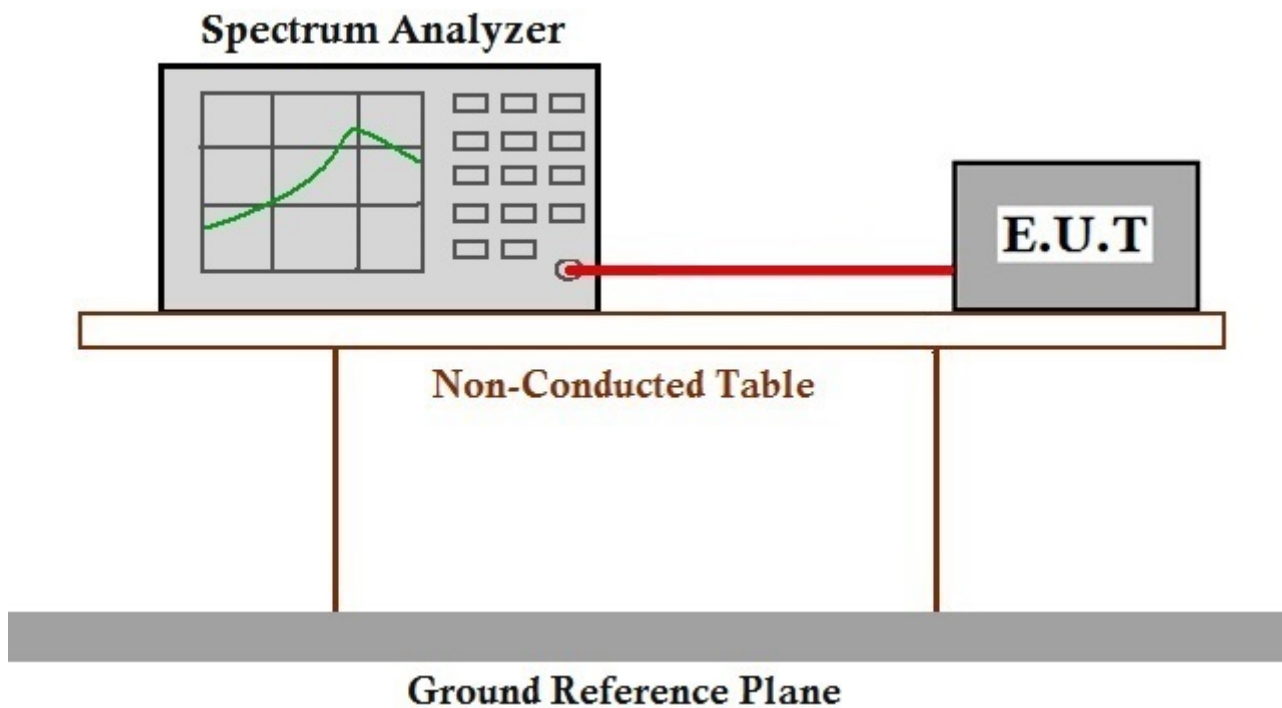 Spectrum Analyzer
E.U.T
Non-Conducted Table
Ground Reference Plane